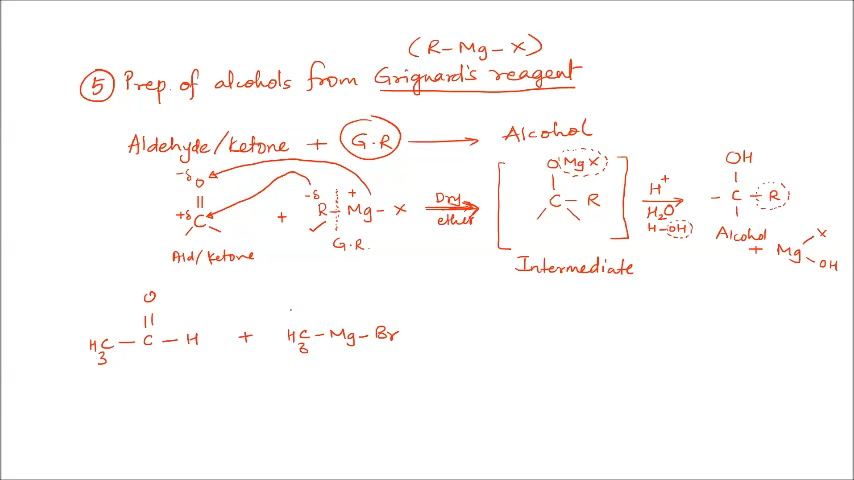 (R-Mg-X)
⑤ Prep. of alcohols from Grignard's reagent
Aldehyde/Ketone + G.R → Alcohol
-δ O || +δ C
Ald/Ketone
+
-δ R - + Mg - X
G.R.
Dry ether
[ OMgX | C - R ]
Intermediate
H+ H2O H-OH
OH | - C - R |
Alcohol + Mg X OH
O || H3C - C - H + H3C - Mg - Br